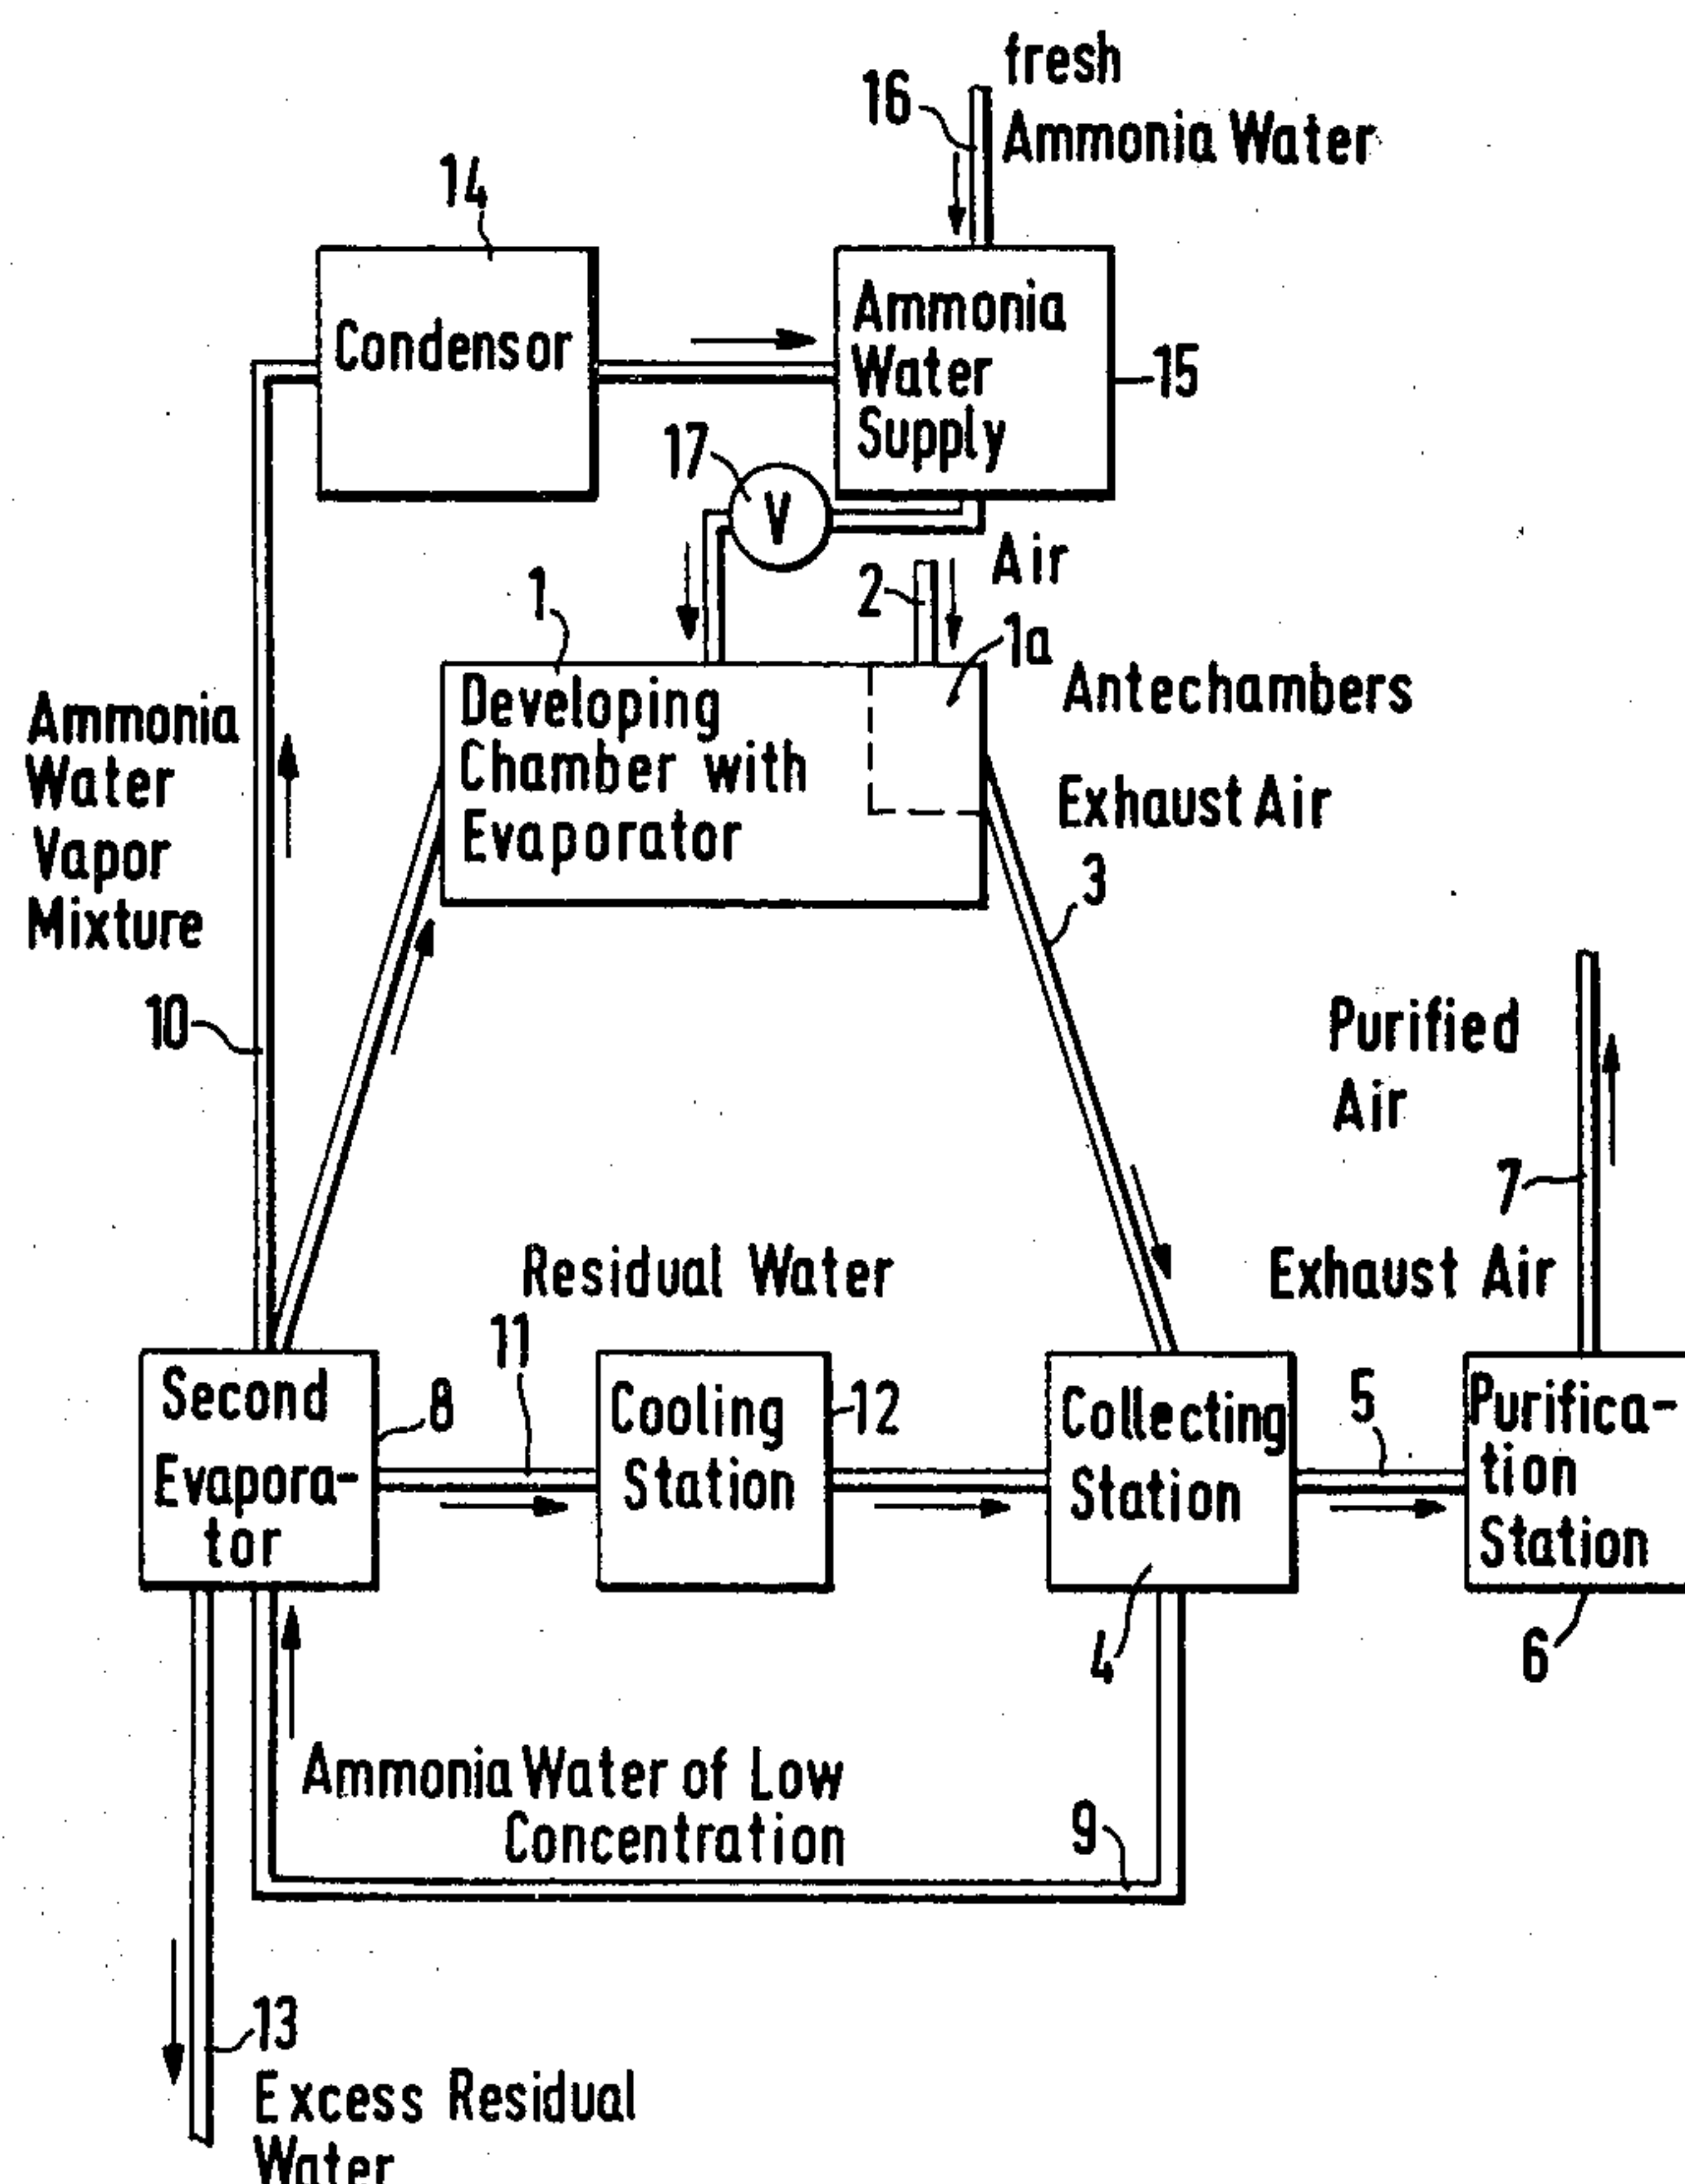 fresh
16
Ammonia Water
14
Condensor
Ammonia
Water
Supply
15
17
V
Air
2
1
1a
Developing
Chamber with
Evaporator
Antechambers
Exhaust Air
3
Ammonia
Water
Vapor
Mixture
10
Purified
Air
7
Residual Water
Exhaust Air
11
Second
Evapora-
tor
8
Cooling
Station
12
Collecting
Station
4
5
Purifica-
tion
Station
6
Ammonia Water of Low
Concentration
9
13
Excess Residual
Water